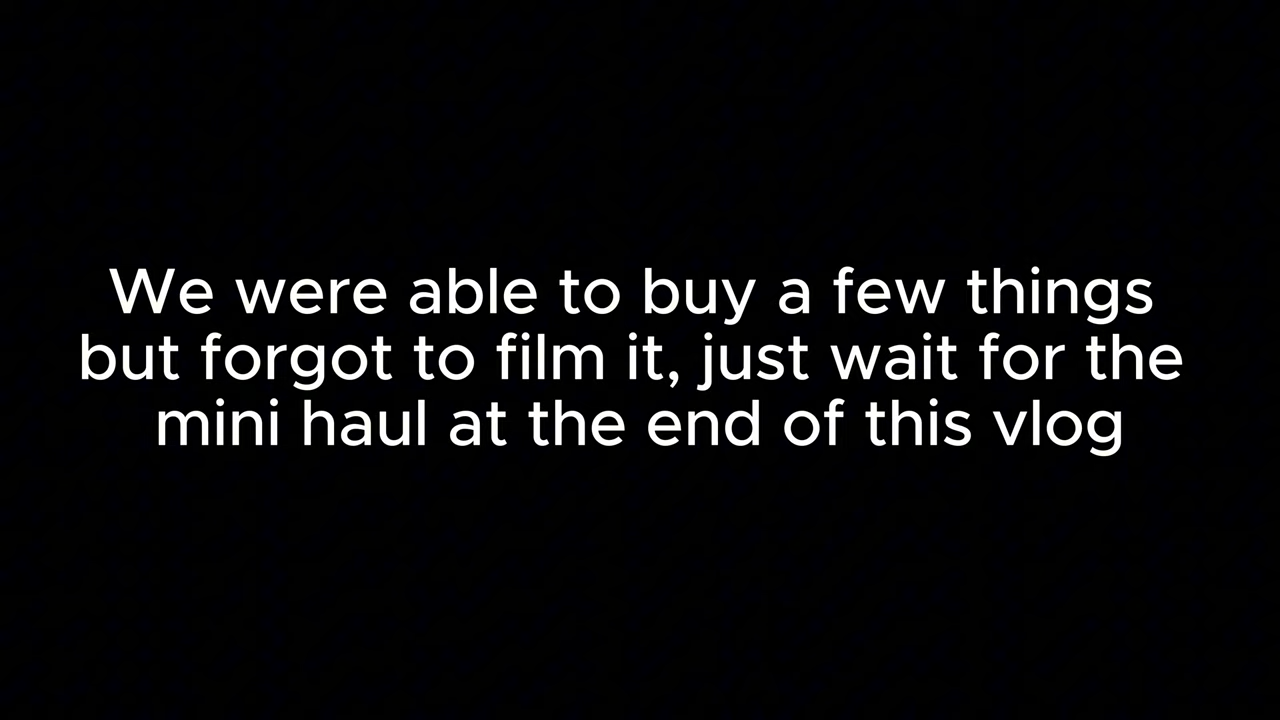 We were able to buy a few things
but forgot to film it, just wait for the
mini haul at the end of this vlog